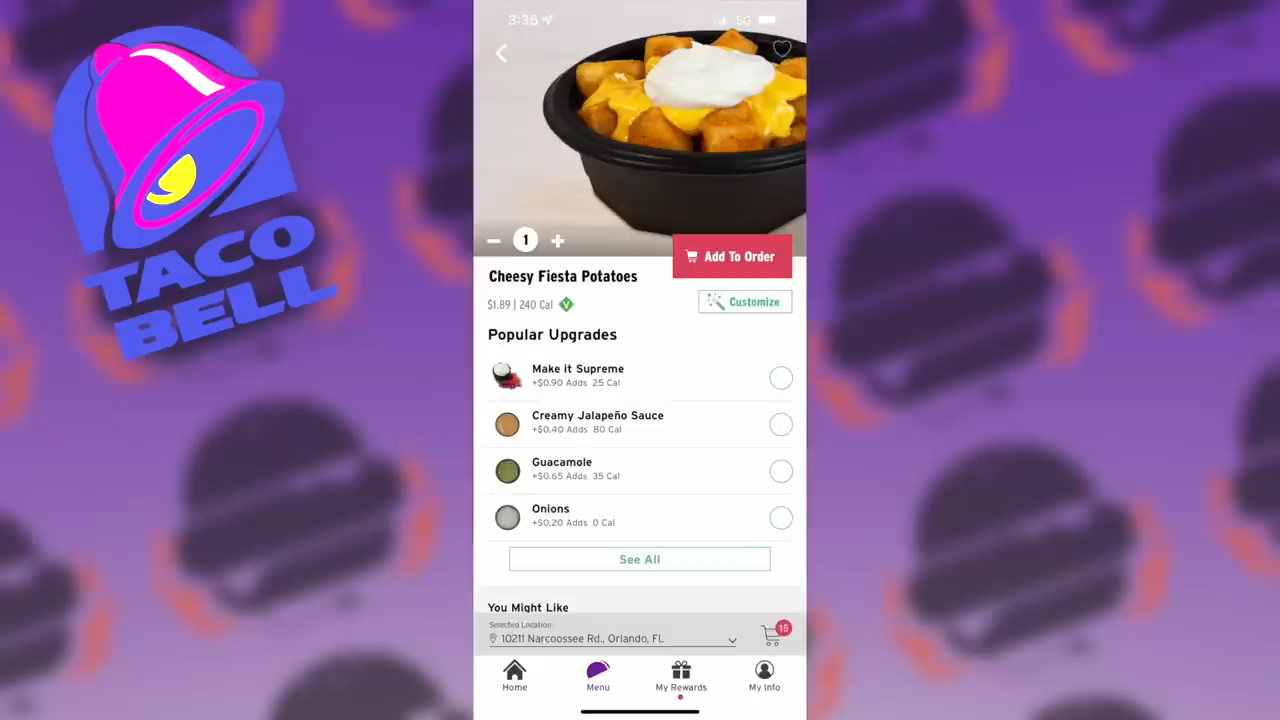 TACO
BELL
3:36
5G
1
Add To Order
Cheesy Fiesta Potatoes
$1.89 | 240 Cal V
Customize
Popular Upgrades
Make it Supreme
+$0.90 Adds 25 Cal
Creamy Jalapeño Sauce
+$0.40 Adds 80 Cal
Guacamole
+$0.65 Adds 35 Cal
Onions
+$0.20 Adds 0 Cal
See All
You Might Like
Selected Location:
10211 Narcoossee Rd., Orlando, FL
15
Home
Menu
My Rewards
My Info